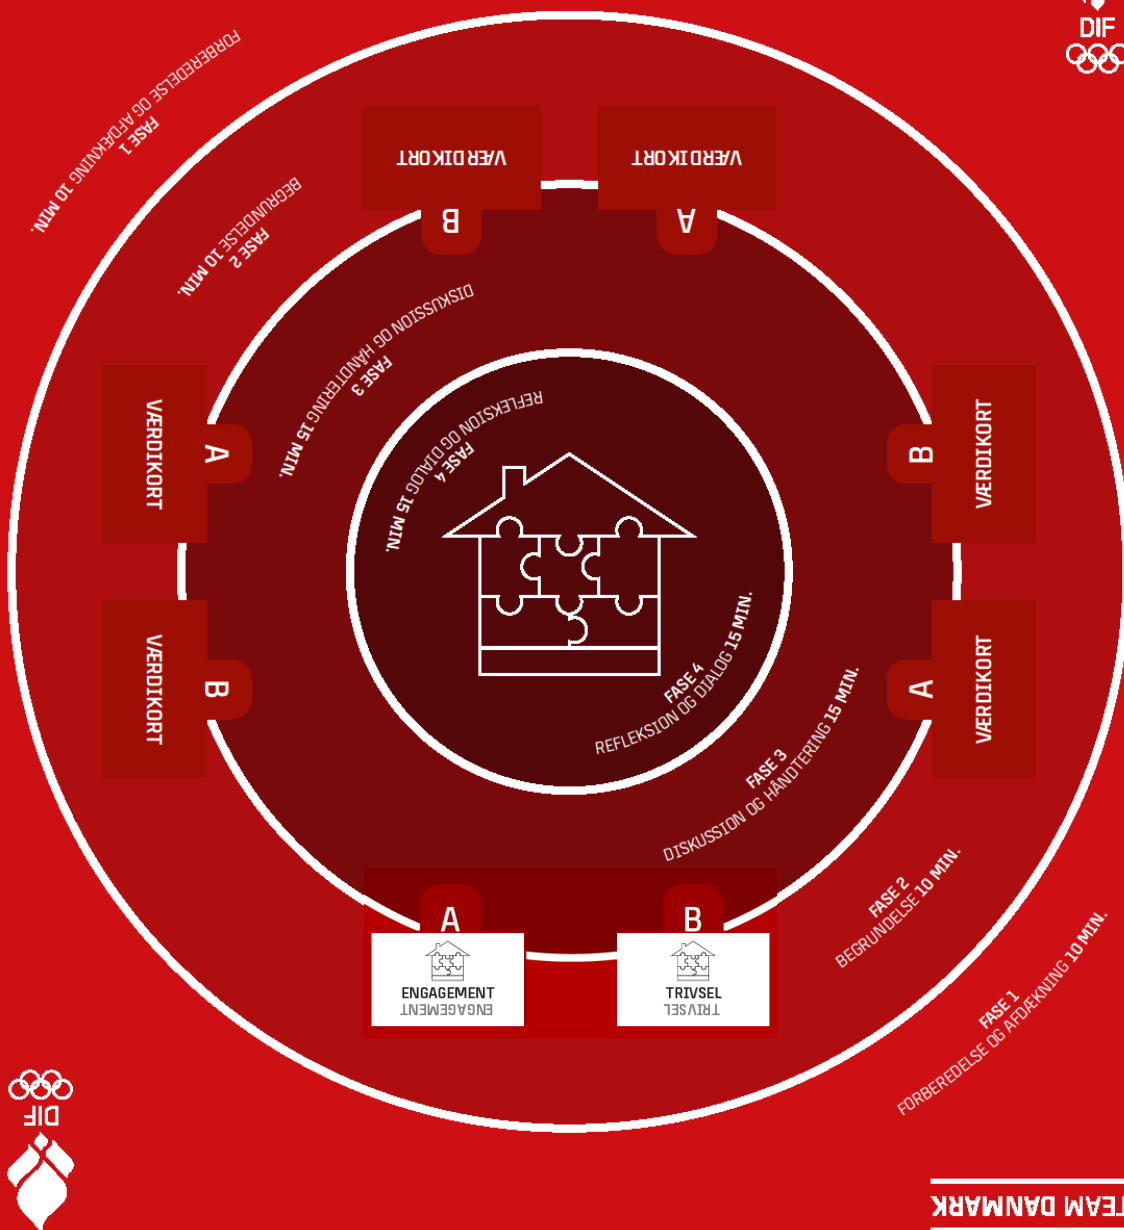 DIF
FASE 1
FORBEREDELSE OG AFDÆKNING 10 MIN.
FASE 2
BEGRUNDELSE 10 MIN.
FASE 3
DISKUSSION OG HÅNDTERING 15 MIN.
FASE 4
REFLEKSION OG DIALOG 15 MIN.
VÆRDIKORT
B
VÆRDIKORT
A
VÆRDIKORT
A
VÆRDIKORT
B
VÆRDIKORT
B
VÆRDIKORT
A
FASE 4
REFLEKSION OG DIALOG 15 MIN.
FASE 3
DISKUSSION OG HÅNDTERING 15 MIN.
FASE 2
BEGRUNDELSE 10 MIN.
FASE 1
FORBEREDELSE OG AFDÆKNING 10 MIN.
A
ENGAGEMENT
ENGAGEMENT
B
TRIVSEL
TRIVSEL
DIF
TEAM DANMARK